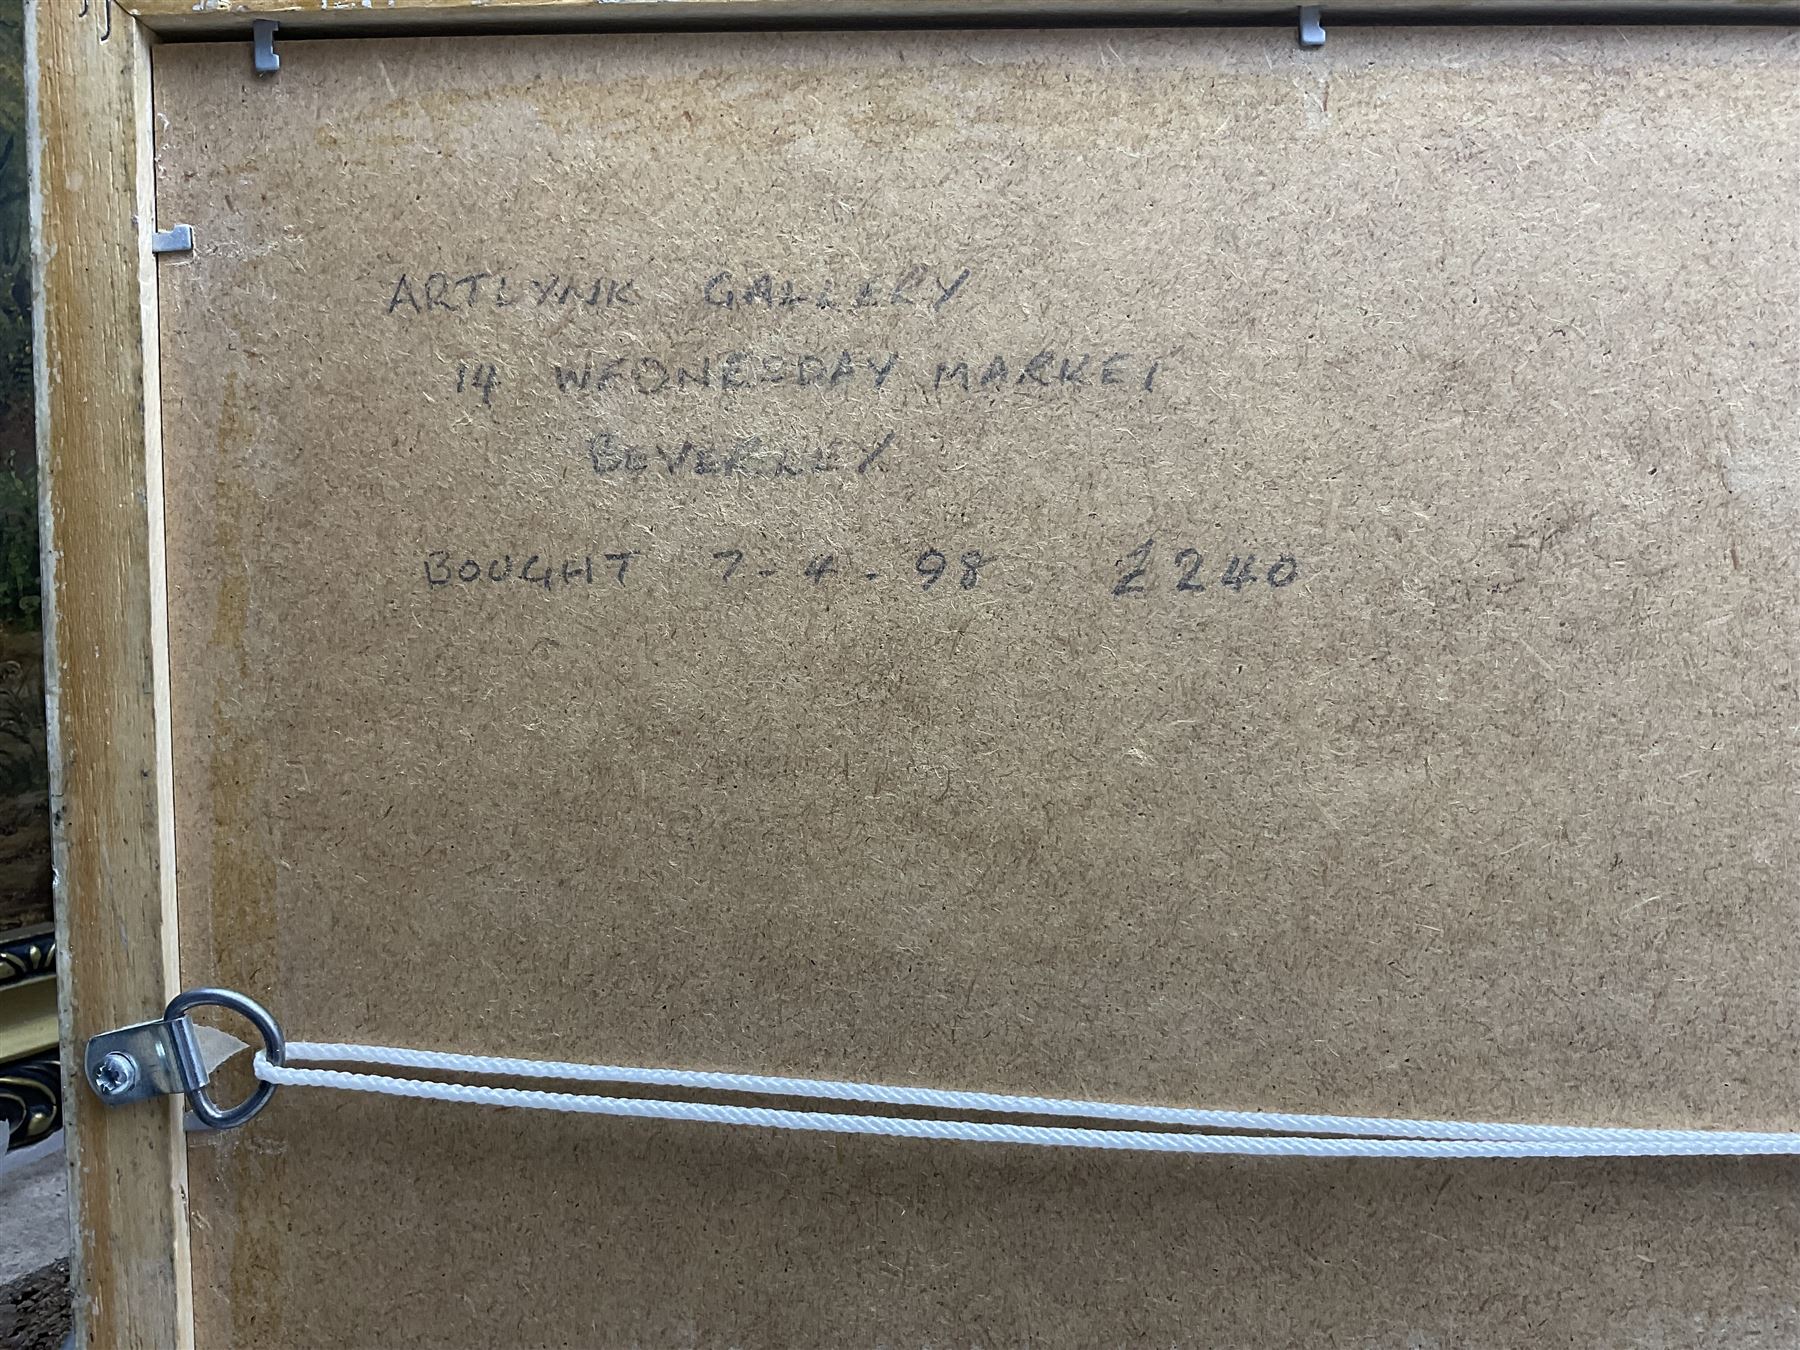 ARTLYNK GALLERY
14 WEDNESDAY MARKET
BEVERLEY
BOUGHT 7-4-98 £240